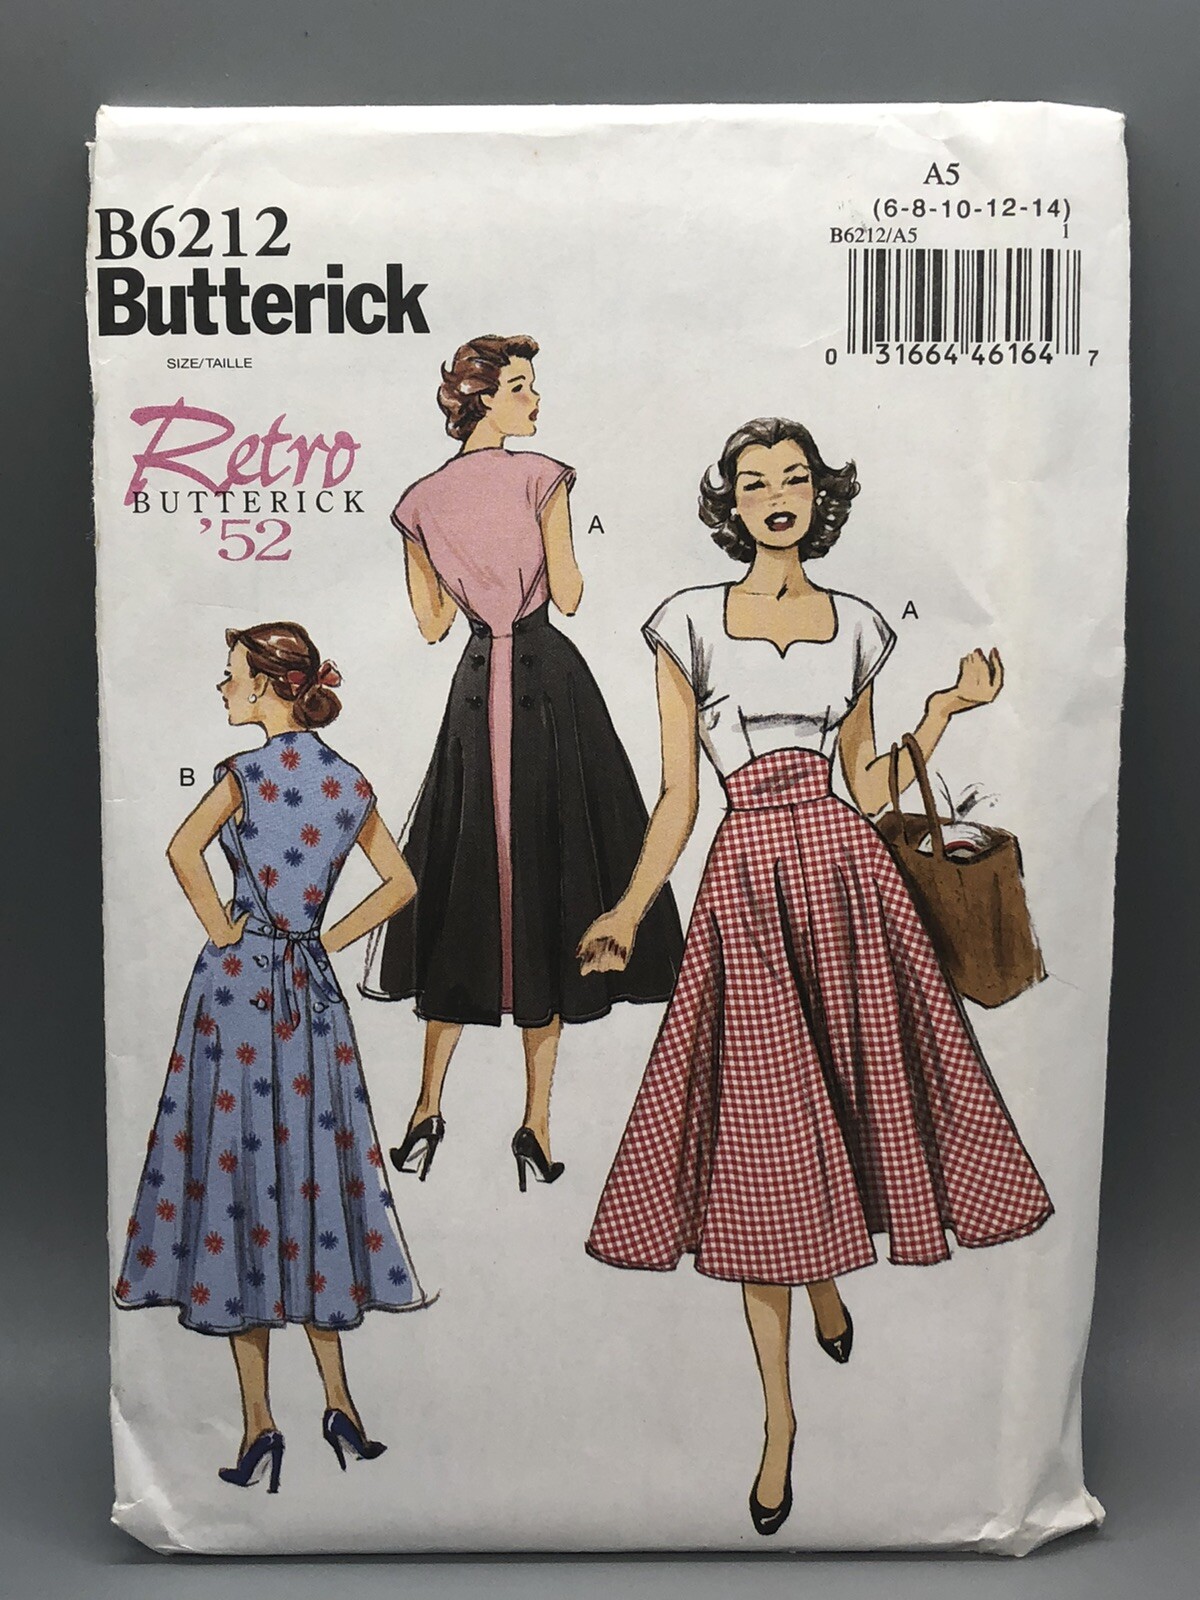 B6212
Butterick
SIZE/TAILLE
A5
(6-8-10-12-14)
B6212/A5 1
0 31664 46164 7
Retro
BUTTERICK
'52
A
A
B